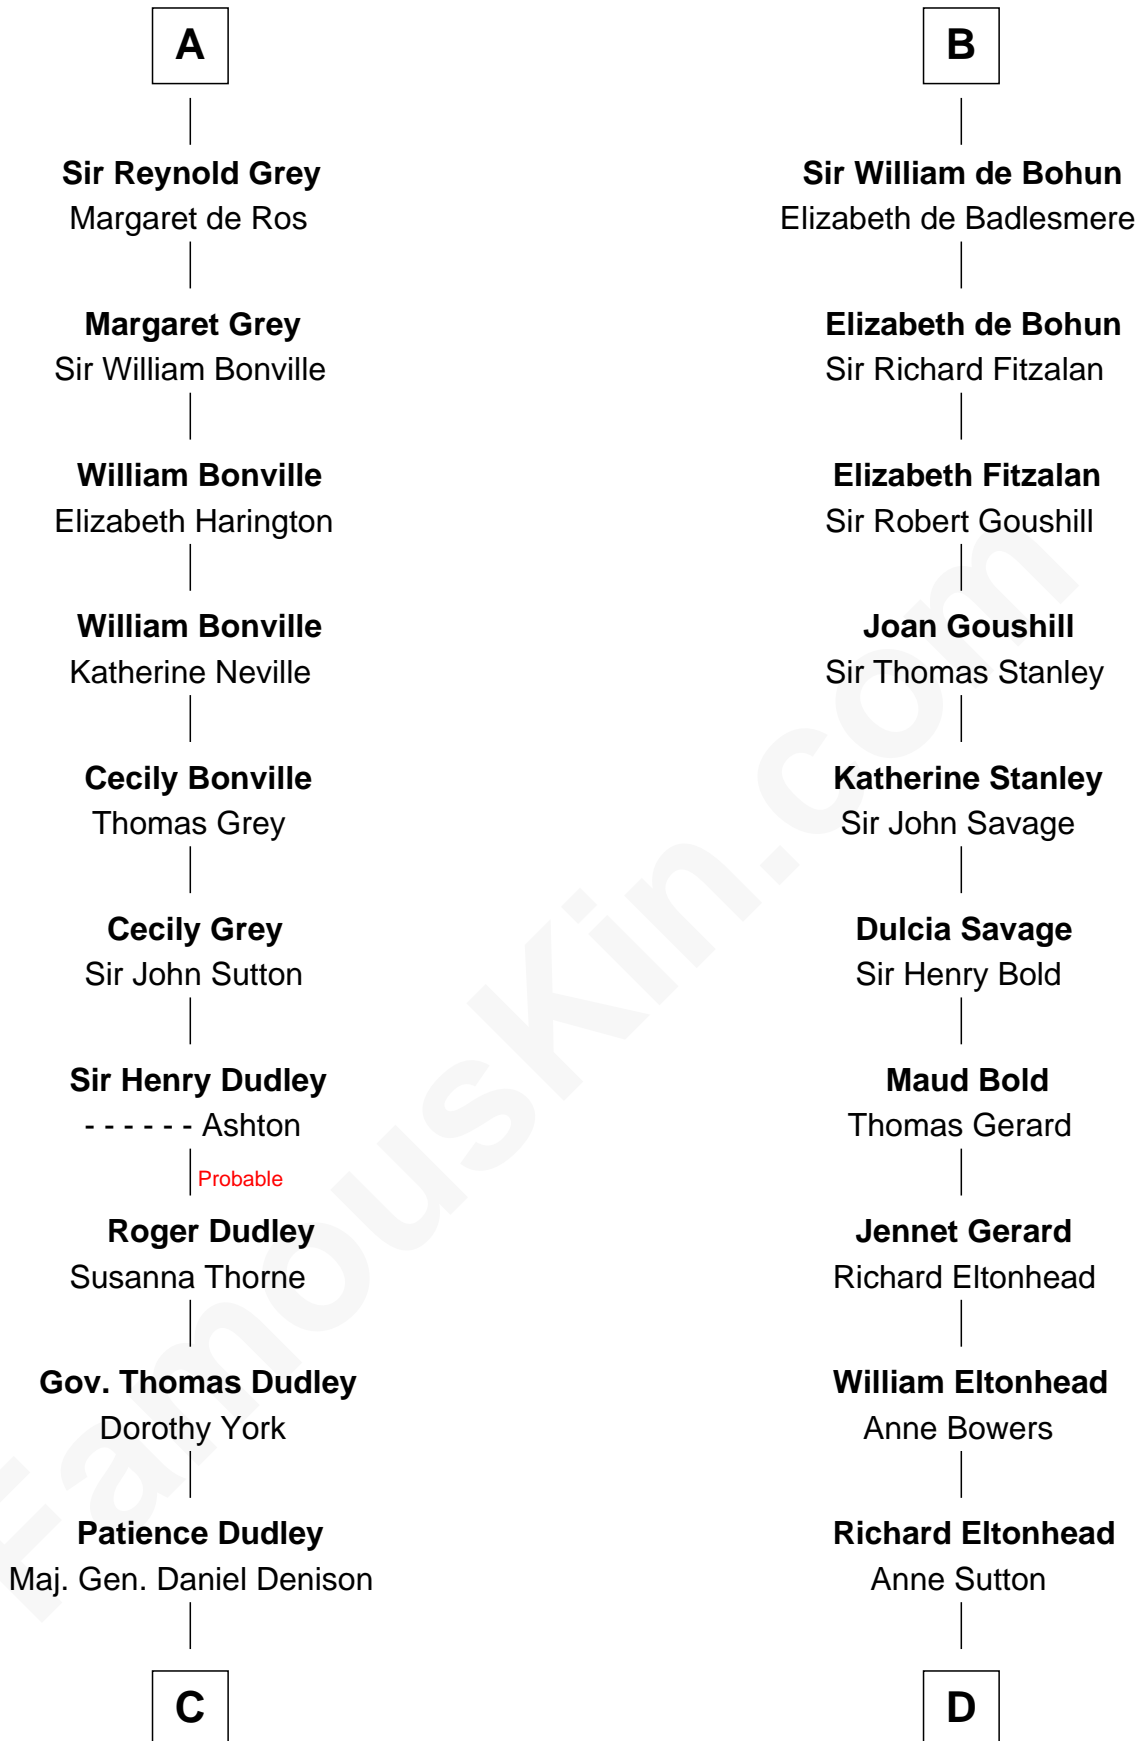 A
Sir Reynold Grey
Margaret de Ros
Margaret Grey
Sir William Bonville
William Bonville
Elizabeth Harington
William Bonville
Katherine Neville
Cecily Bonville
Thomas Grey
Cecily Grey
Sir John Sutton
Sir Henry Dudley
- - - - - - Ashton
Probable
Roger Dudley
Susanna Thorne
Gov. Thomas Dudley
Dorothy York
Patience Dudley
Maj. Gen. Daniel Denison
C
B
Sir William de Bohun
Elizabeth de Badlesmere
Elizabeth de Bohun
Sir Richard Fitzalan
Elizabeth Fitzalan
Sir Robert Goushill
Joan Goushill
Sir Thomas Stanley
Katherine Stanley
Sir John Savage
Dulcia Savage
Sir Henry Bold
Maud Bold
Thomas Gerard
Jennet Gerard
Richard Eltonhead
William Eltonhead
Anne Bowers
Richard Eltonhead
Anne Sutton
D
FamousKin.com